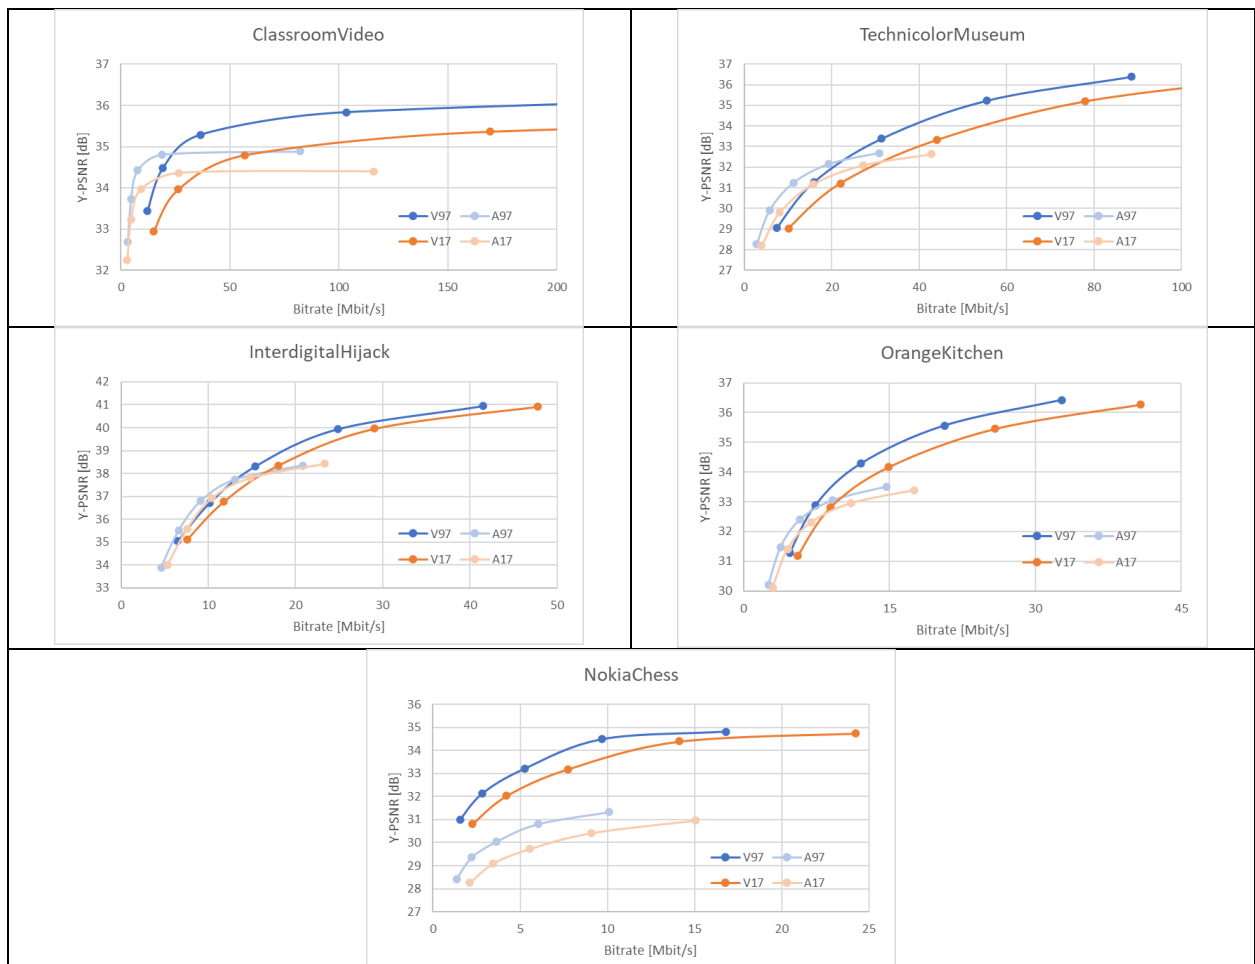 ClassroomVideo
37
36
35
34
33
32
Y-PSNR [dB]
0 50 100 150 200
Bitrate [Mbit/s]
V97 A97
V17 A17
TechnicolorMuseum
37
36
35
34
33
32
31
30
29
28
27
Y-PSNR [dB]
0 20 40 60 80 100
Bitrate [Mbit/s]
V97 A97
V17 A17
InterdigitalHijack
42
41
40
39
38
37
36
35
34
33
Y-PSNR [dB]
0 10 20 30 40 50
Bitrate [Mbit/s]
V97 A97
V17 A17
OrangeKitchen
37
36
35
34
33
32
31
30
Y-PSNR [dB]
0 15 30 45
Bitrate [Mbit/s]
V97 A97
V17 A17
NokiaChess
36
35
34
33
32
31
30
29
28
27
Y-PSNR [dB]
0 5 10 15 20 25
Bitrate [Mbit/s]
V97 A97
V17 A17